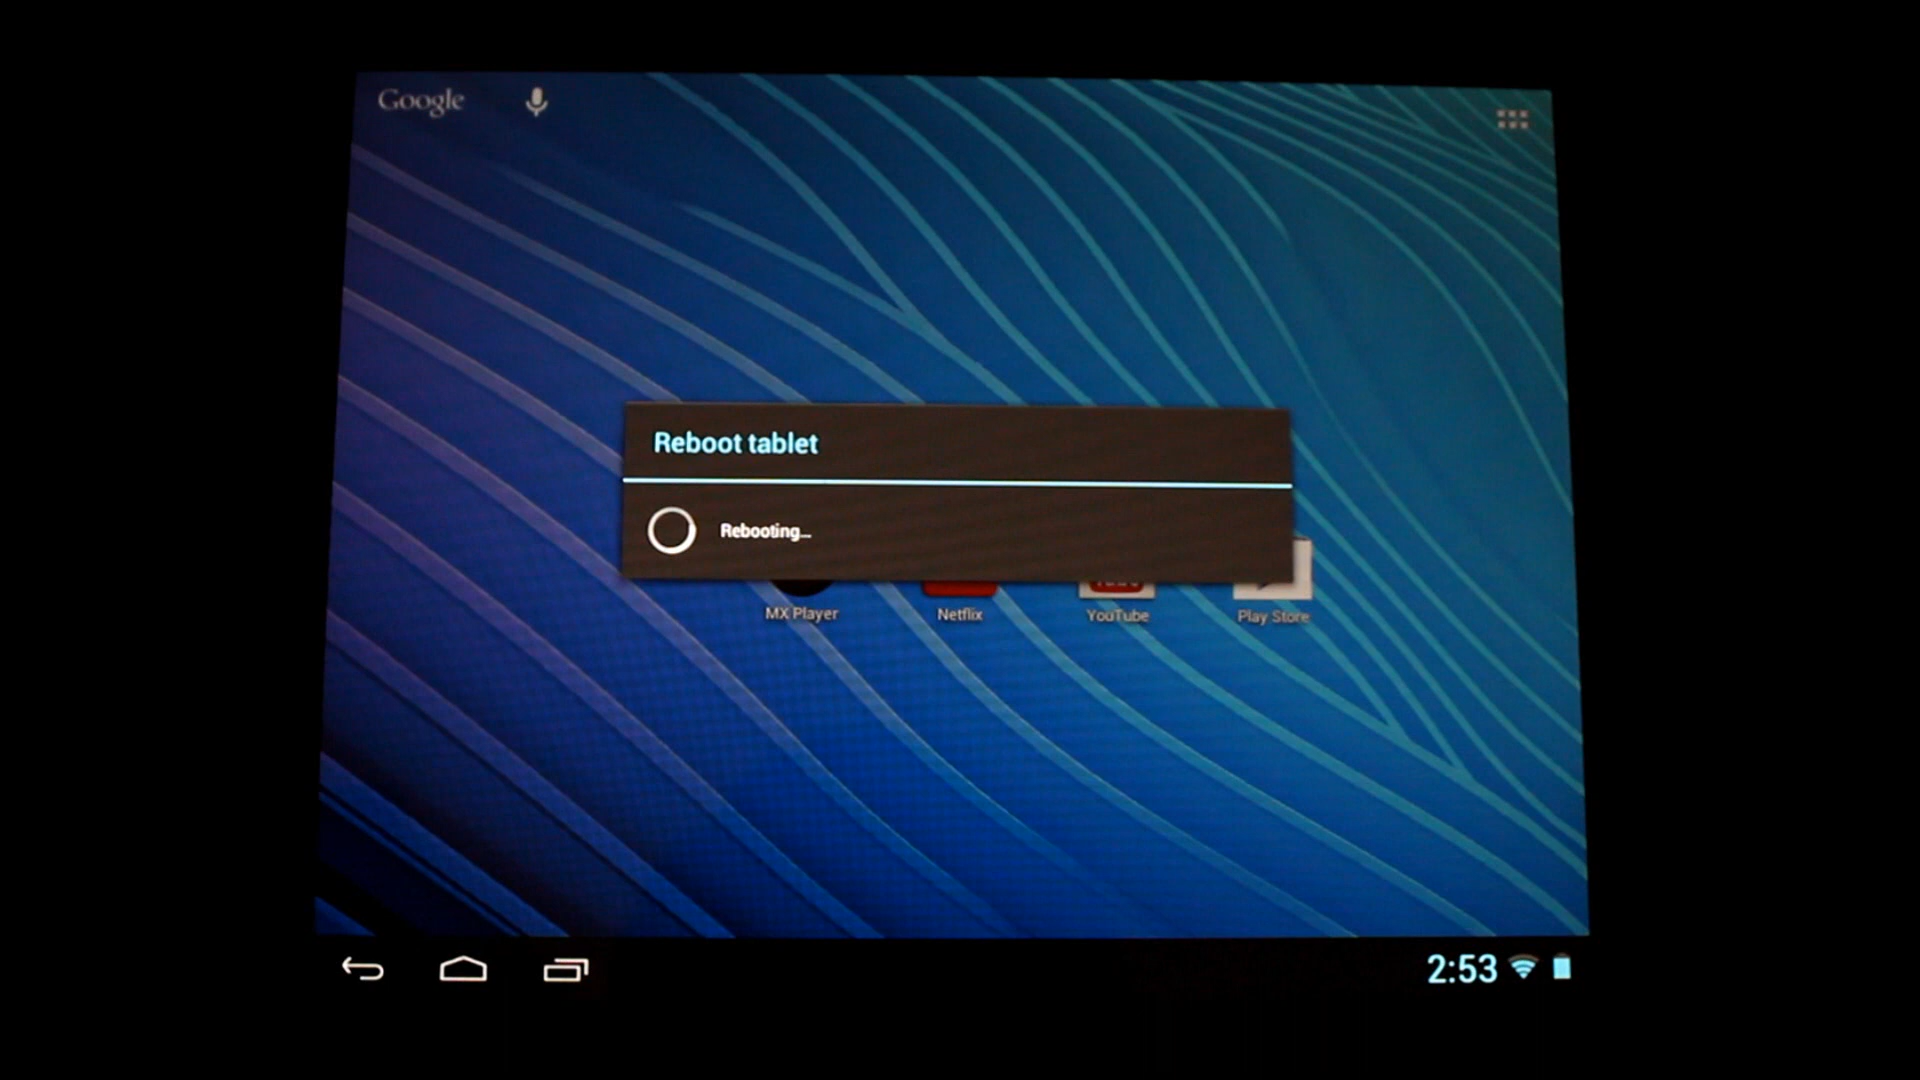 Google
Reboot tablet
Rebooting...
MX Player
Netflix
YouTube
Play Store
2:53